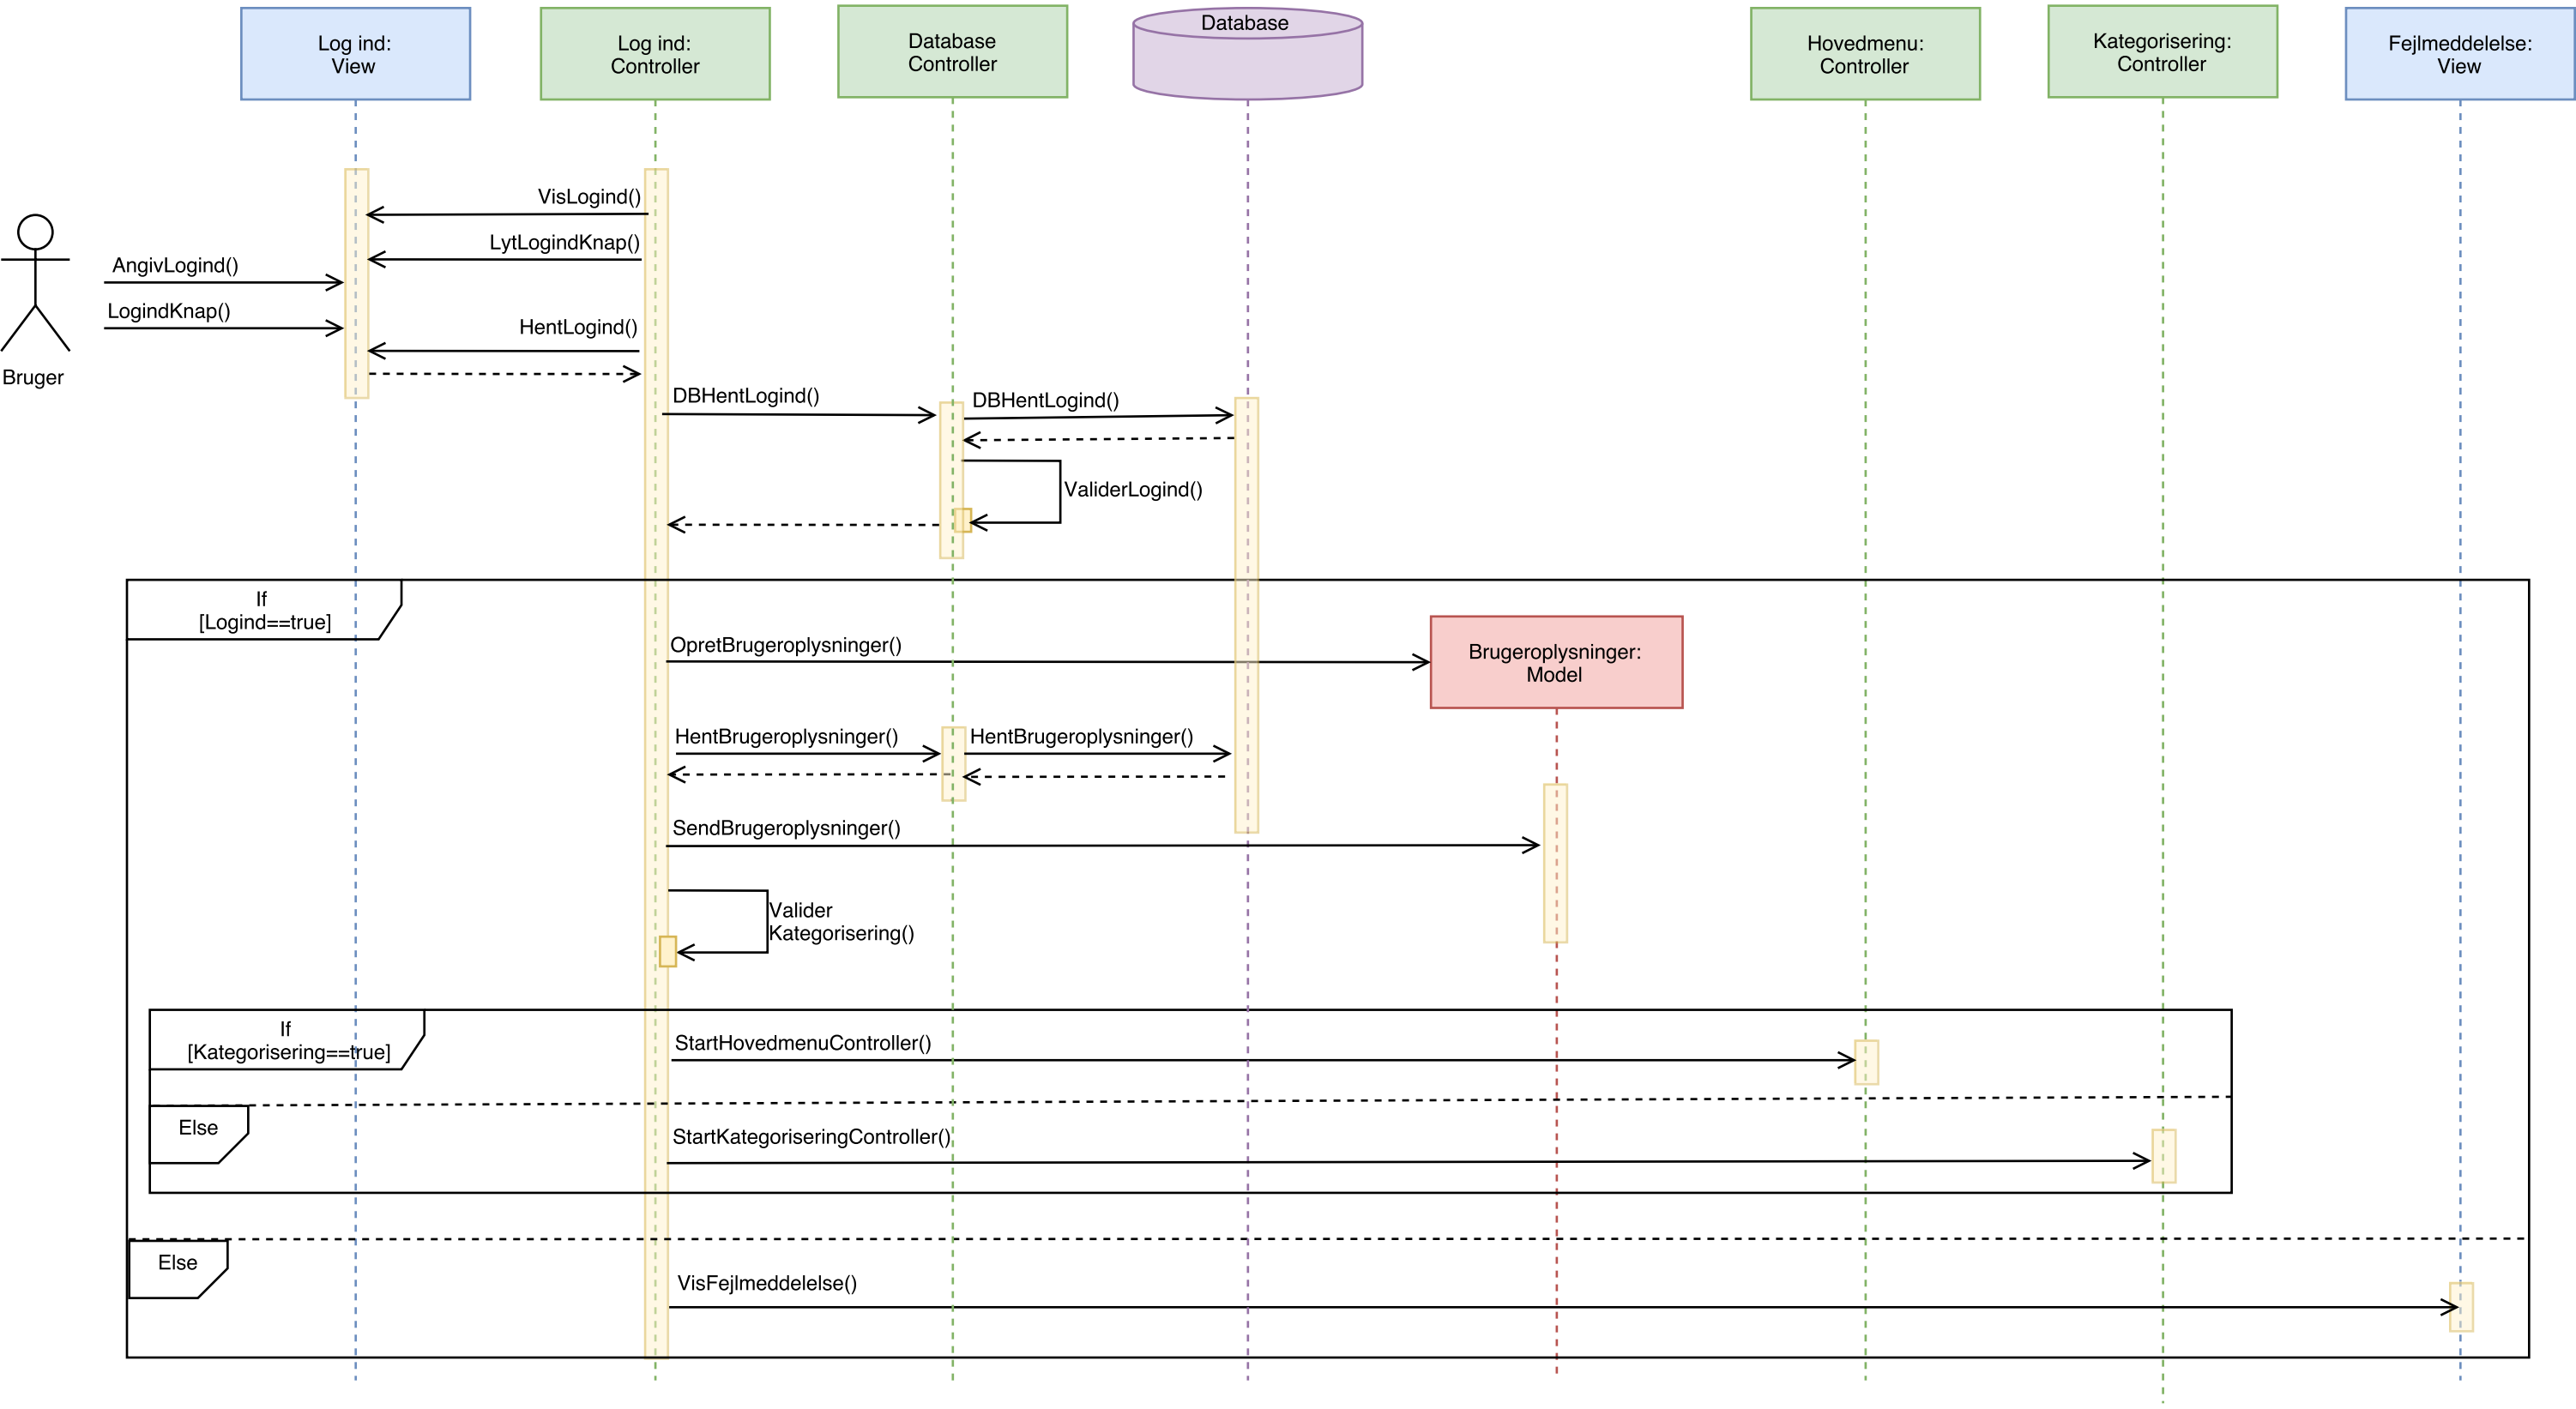 Log ind:
View
Log ind:
Controller
Database
Controller
Database
Hovedmenu:
Controller
Kategorisering:
Controller
Fejlmeddelelse:
View
VisLogind()
LytLogindKnap()
AngivLogind()
LogindKnap()
HentLogind()
Bruger
DBHentLogind()
DBHentLogind()
ValiderLogind()
If
[Logind==true]
OpretBrugeroplysninger()
Brugeroplysninger:
Model
HentBrugeroplysninger()
HentBrugeroplysninger()
SendBrugeroplysninger()
Valider
Kategorisering()
If
[Kategorisering==true]
StartHovedmenuController()
Else
StartKategoriseringController()
Else
VisFejlmeddelelse()